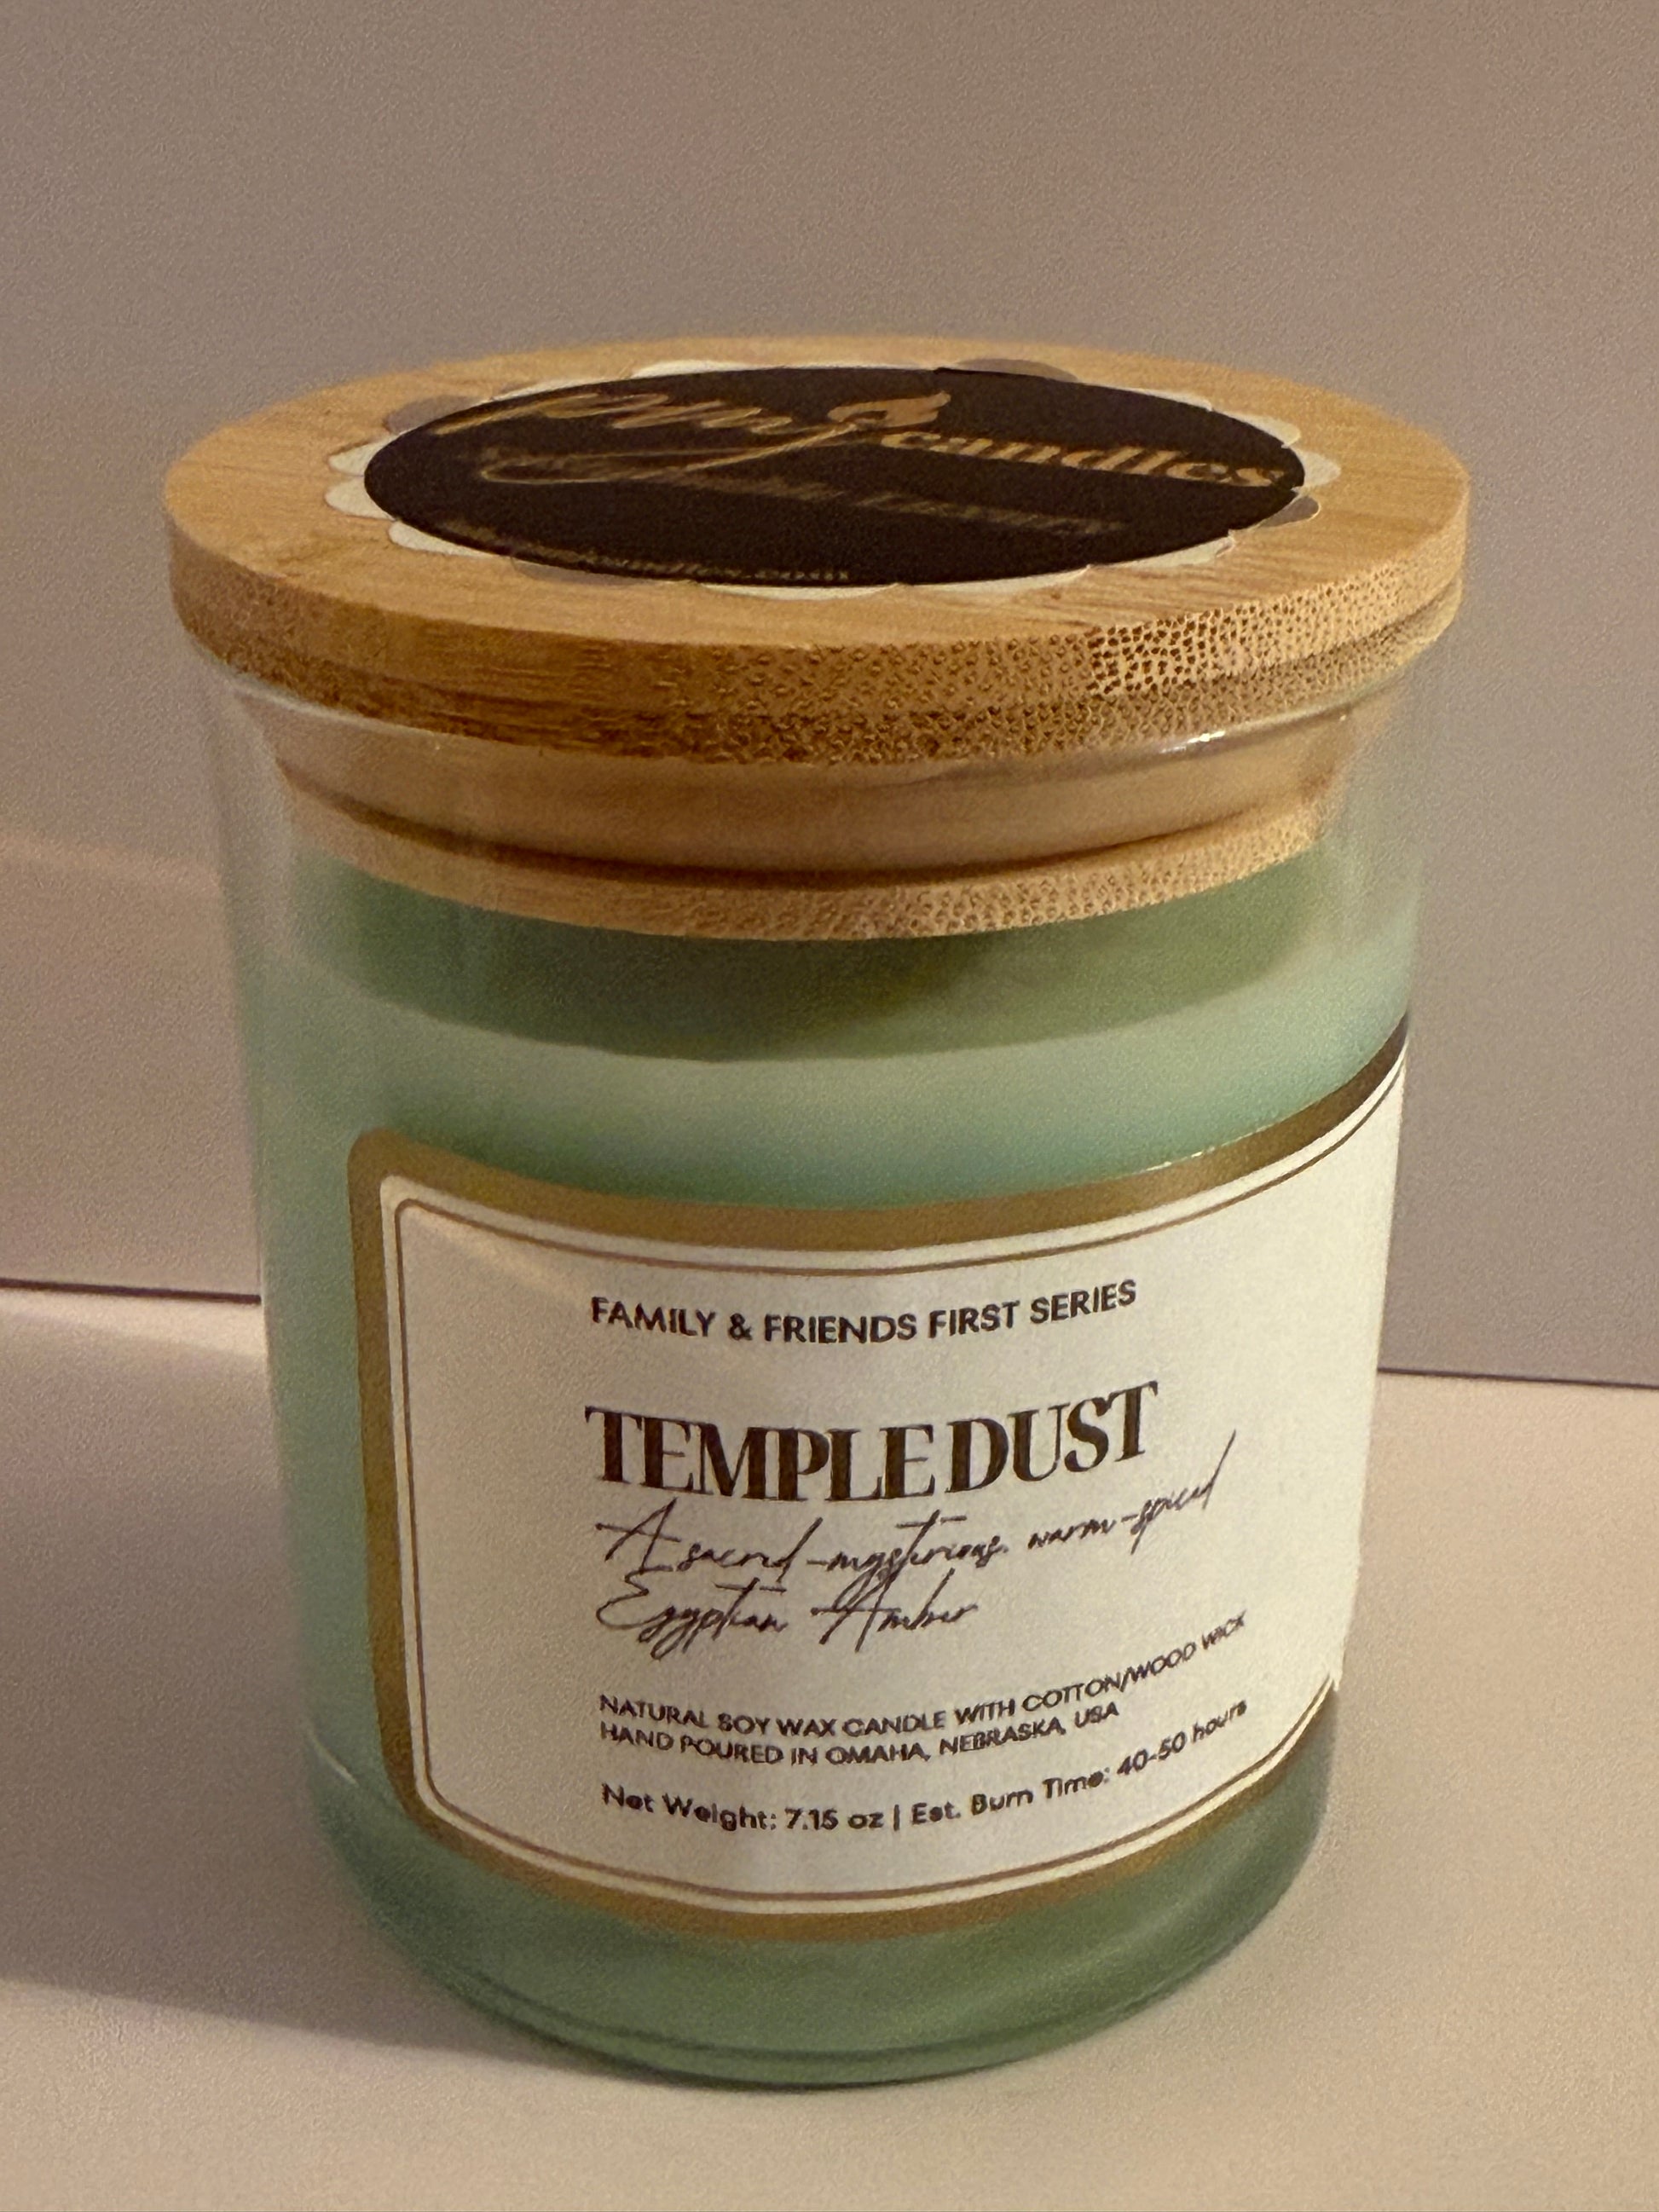 candles
FAMILY & FRIENDS FIRST SERIES
TEMPLE DUST
A sacred-mysterious, warm-spiced
Egyptian Amber
NATURAL SOY WAX CANDLE WITH COTTON/WOOD WICK
HAND POURED IN OMAHA, NEBRASKA, USA
Net Weight: 7.15 oz | Est. Burn Time: 40-50 hours